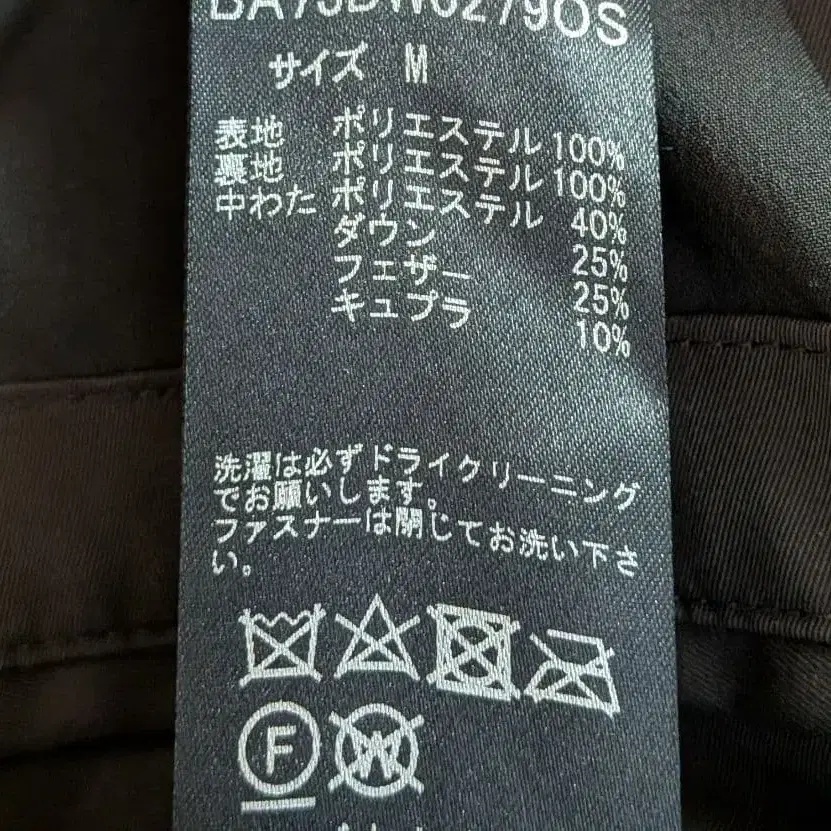 サイズ M
表地 ポリエステル 100%
裏地 ポリエステル 100%
中わた ポリエステル 40%
ダウン 25%
フェザー 25%
キュプラ 10%
洗濯は必ずドライクリーニング
でお願いします。
ファスナーは閉じてお洗い下さ
い。
F
W